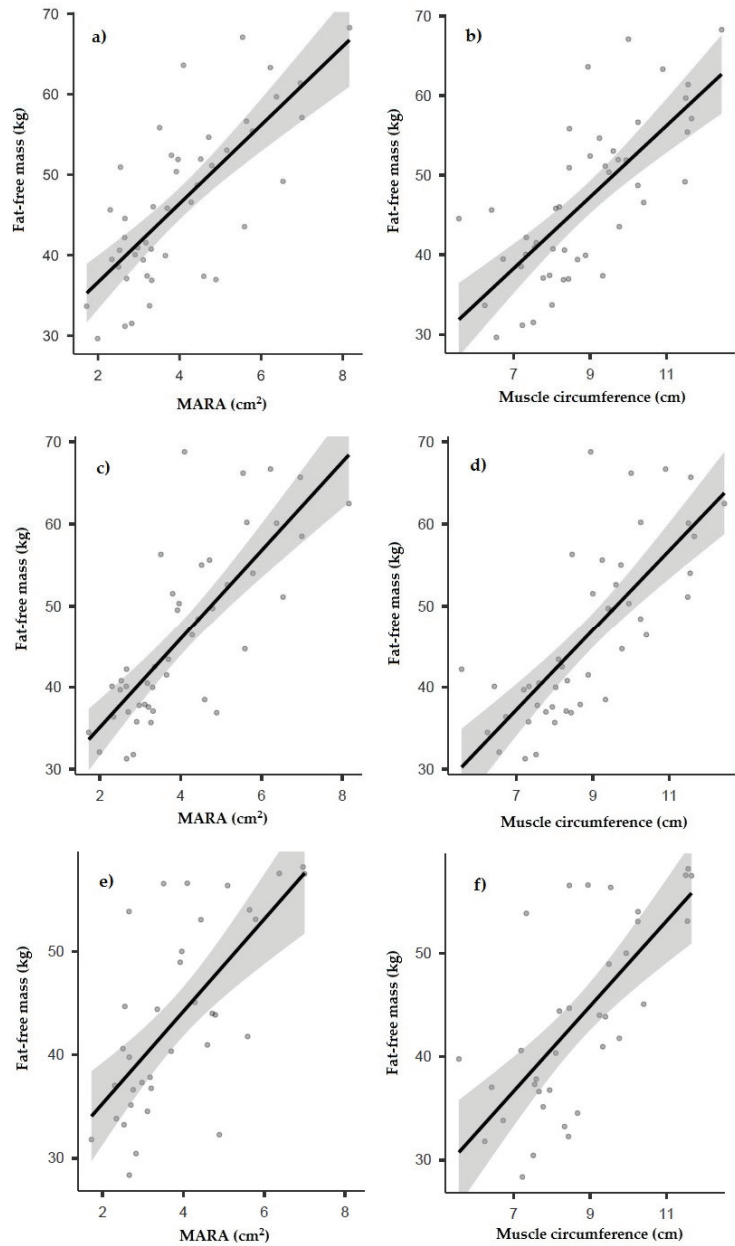 a)
Fat-free mass (kg)
70
60
50
40
30
2 4 6 8
MARA (cm²)
b)
Fat-free mass (kg)
70
60
50
40
30
7 9 11
Muscle circumference (cm)
c)
Fat-free mass (kg)
70
60
50
40
30
2 4 6 8
MARA (cm²)
d)
Fat-free mass (kg)
70
60
50
40
30
7 9 11
Muscle circumference (cm)
e)
Fat-free mass (kg)
50
40
30
2 4 6 8
MARA (cm²)
f)
Fat-free mass (kg)
50
40
30
7 9 11
Muscle circumference (cm)